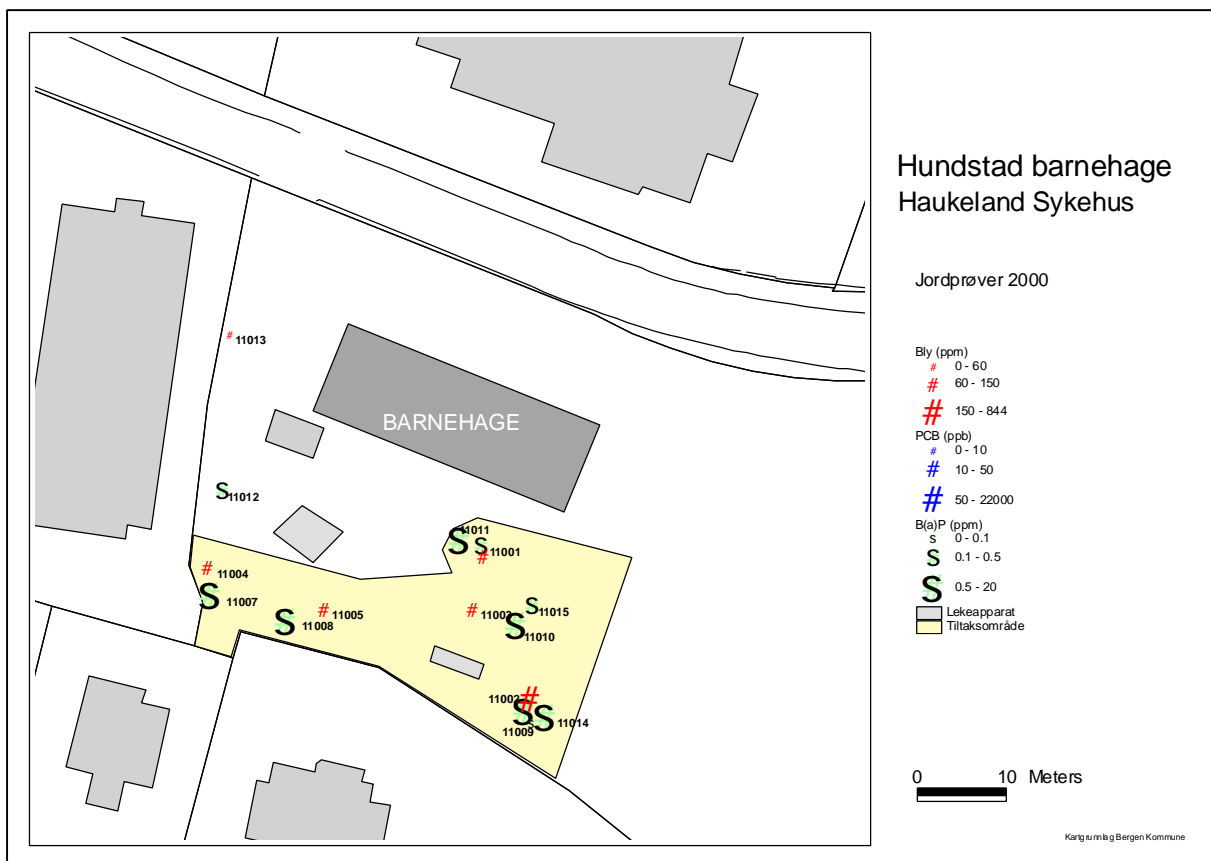 Hundstad barnehage
Haukeland Sykehus
Jordprøver 2000
Bly (ppm)
# 0 - 60
# 60 - 150
# 150 - 844
PCB (ppb)
# 0 - 10
# 10 - 50
# 50 - 22000
B(a)P (ppm)
s 0 - 0.1
s 0.1 - 0.5
s 0.5 - 20
Lekeapparat
Tiltaksområde
0 10 Meters
Kartgrunnlag Bergen Kommune
# 11013
BARNEHAGE
s 11012
s 11011
s 11001
#
# 11004
s 11007
# 11005
s 11008
# 11002
s 11015
s 11010
11002 #
s s 11014
11009